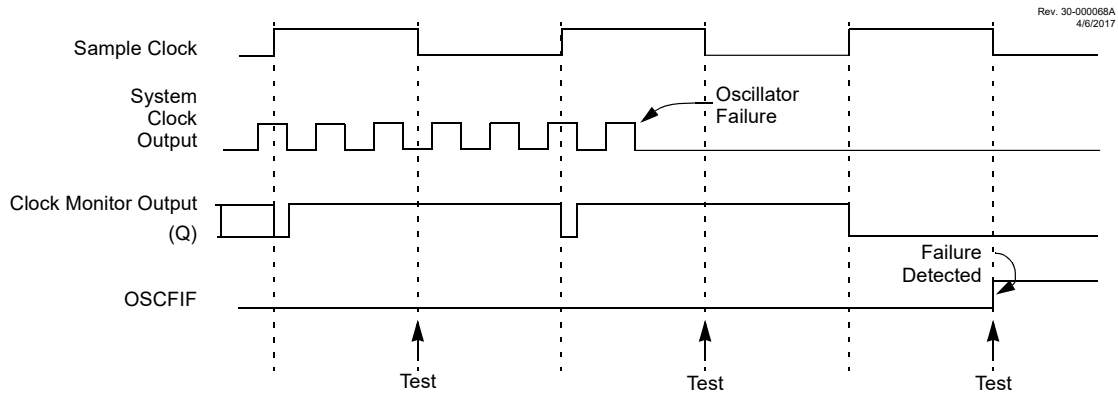 Rev. 30-000068A
4/6/2017
Sample Clock
System
Clock
Output
Oscillator
Failure
Clock Monitor Output
(Q)
Failure
Detected
OSCFIF
Test
Test
Test